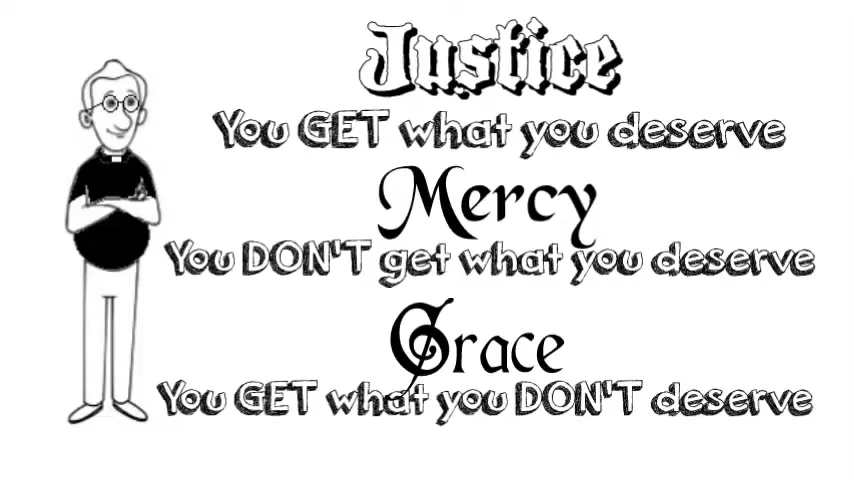 Justice
You GET what you deserve
Mercy
You DON'T get what you deserve
Grace
You GET what you DON'T deserve